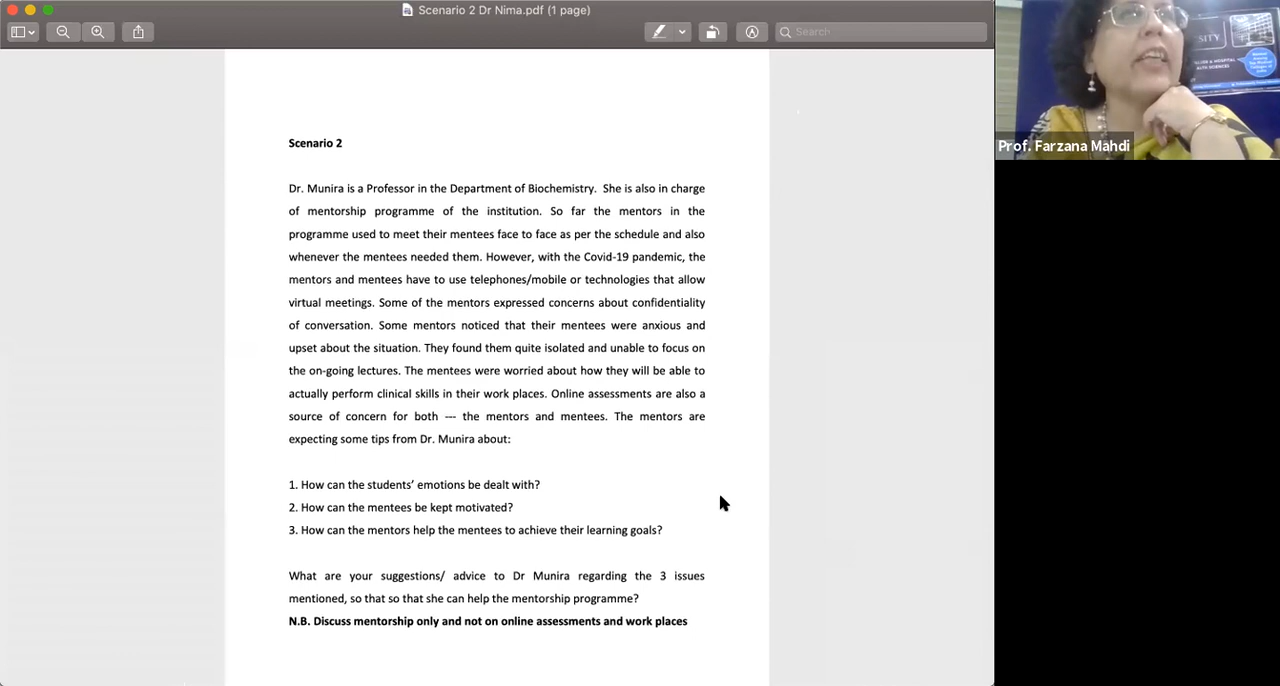 Scenario 2 Dr Nima.pdf (1 page)
Search
Scenario 2
Dr. Munira is a Professor in the Department of Biochemistry. She is also in charge
of mentorship programme of the institution. So far the mentors in the
programme used to meet their mentees face to face as per the schedule and also
whenever the mentees needed them. However, with the Covid-19 pandemic, the
mentors and mentees have to use telephones/mobile or technologies that allow
virtual meetings. Some of the mentors expressed concerns about confidentiality
of conversation. Some mentors noticed that their mentees were anxious and
upset about the situation. They found them quite isolated and unable to focus on
the on-going lectures. The mentees were worried about how they will be able to
actually perform clinical skills in their work places. Online assessments are also a
source of concern for both --- the mentors and mentees. The mentors are
expecting some tips from Dr. Munira about:
1. How can the students’ emotions be dealt with?
2. How can the mentees be kept motivated?
3. How can the mentors help the mentees to achieve their learning goals?
What are your suggestions/ advice to Dr Munira regarding the 3 issues
mentioned, so that so that she can help the mentorship programme?
N.B. Discuss mentorship only and not on online assessments and work places
SITY
Prof. Farzana Mahdi